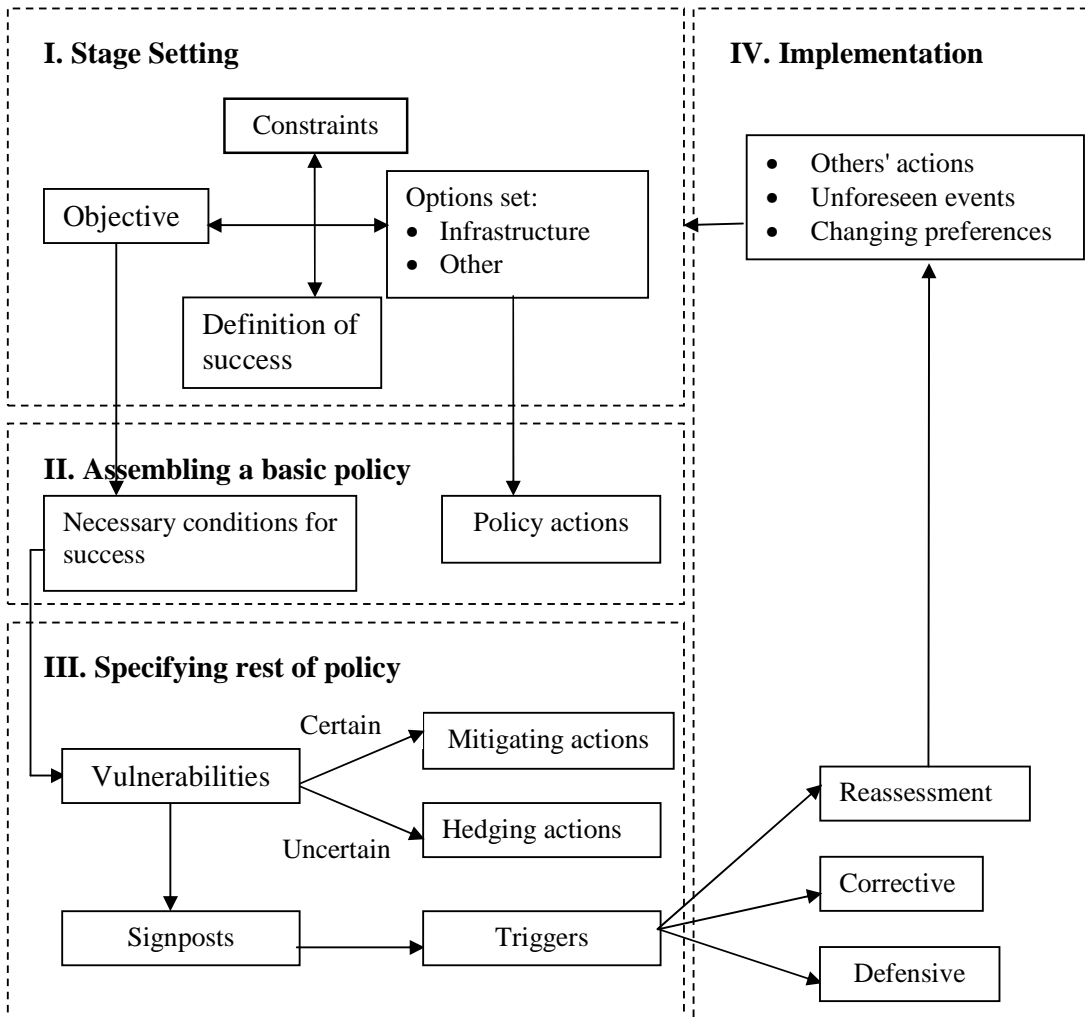 I. Stage Setting
Constraints
Objective
Options set:
• Infrastructure
• Other
Definition of
success
II. Assembling a basic policy
Necessary conditions for
success
Policy actions
III. Specifying rest of policy
Certain
Mitigating actions
Vulnerabilities
Hedging actions
Uncertain
Signposts
Triggers
IV. Implementation
• Others' actions
• Unforeseen events
• Changing preferences
Reassessment
Corrective
Defensive